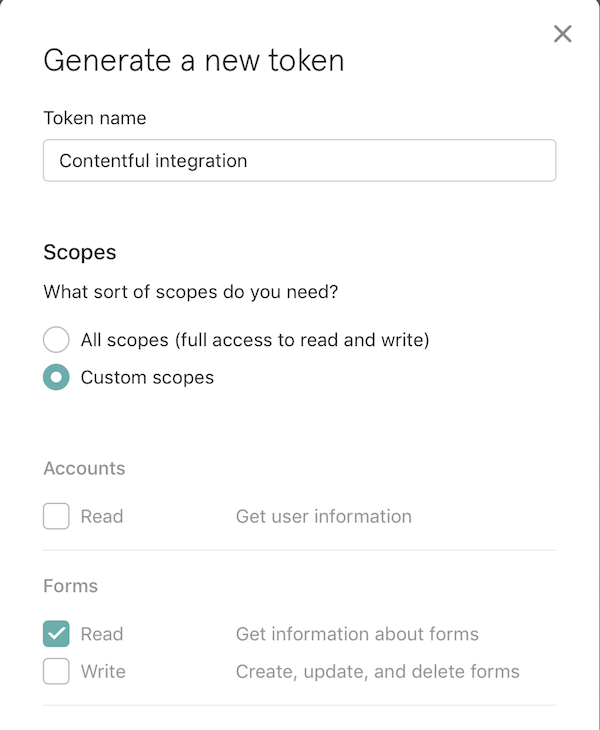 Generate a new token
Token name
Contentful integration
Scopes
What sort of scopes do you need?
All scopes (full access to read and write)
Custom scopes
Accounts
Read Get user information
Forms
Read Get information about forms
Write Create, update, and delete forms